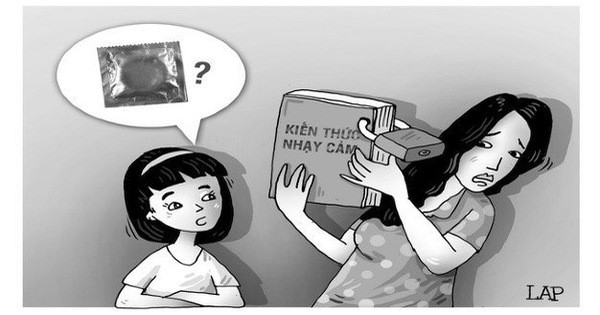 ?
KIẾN THỨC
NHẠY CẢM
LAP